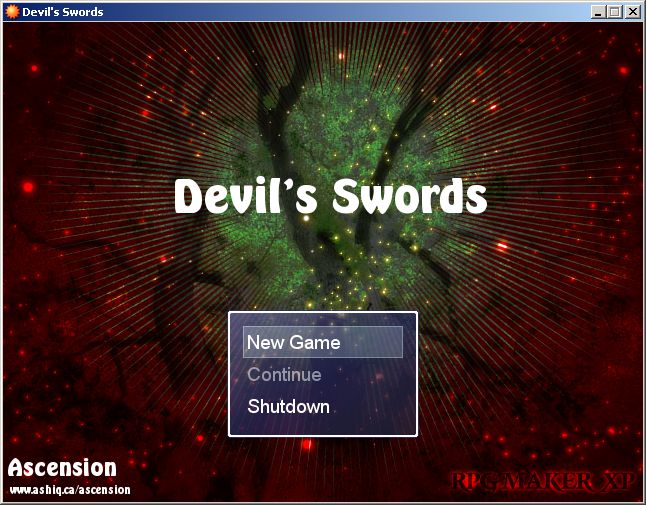 Devil's Swords
Devil's Swords
New Game
Continue
Shutdown
Ascension
www.ashiq.ca/ascension
RPG MAKER XP